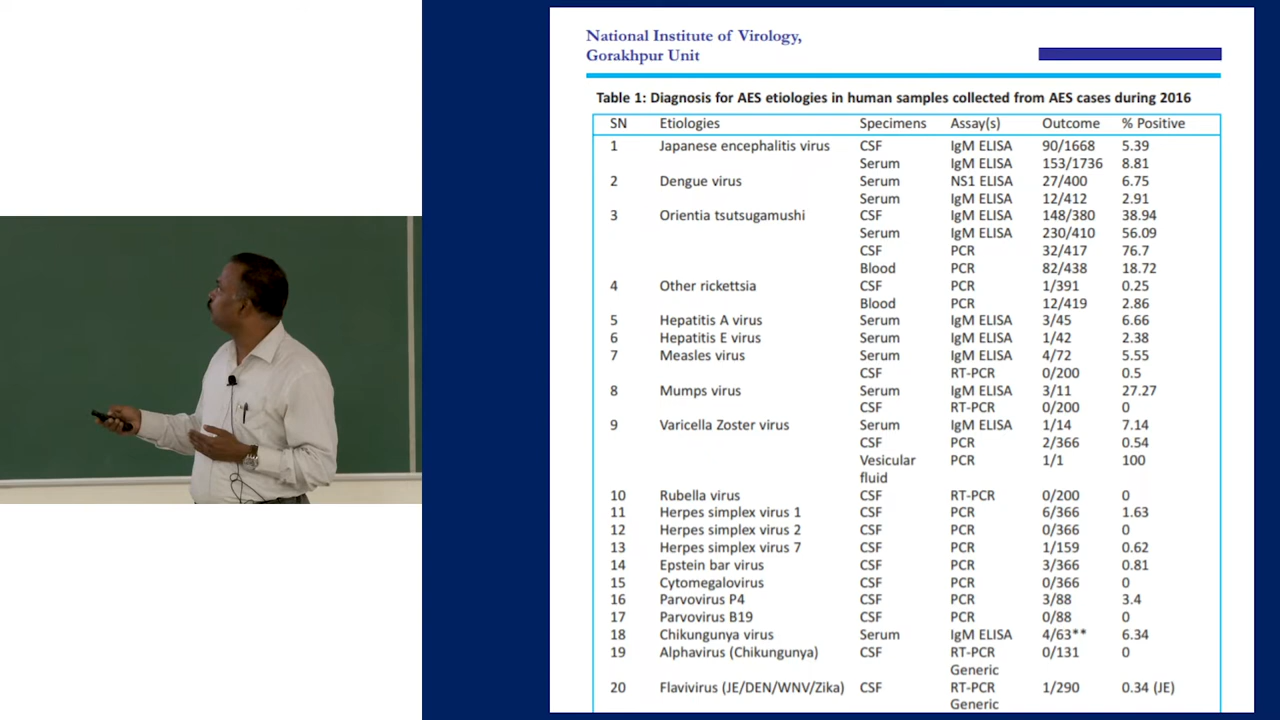 National Institute of Virology,
Gorakhpur Unit
Table 1: Diagnosis for AES etiologies in human samples collected from AES cases during 2016
SN Etiologies Specimens Assay(s) Outcome % Positive
1 Japanese encephalitis virus CSF IgM ELISA 90/1668 5.39
Serum IgM ELISA 153/1736 8.81
2 Dengue virus Serum NS1 ELISA 27/400 6.75
Serum IgM ELISA 12/412 2.91
3 Orientia tsutsugamushi CSF IgM ELISA 148/380 38.94
Serum IgM ELISA 230/410 56.09
CSF PCR 32/417 76.7
Blood PCR 82/438 18.72
4 Other rickettsia CSF PCR 1/391 0.25
Blood PCR 12/419 2.86
5 Hepatitis A virus Serum IgM ELISA 3/45 6.66
6 Hepatitis E virus Serum IgM ELISA 1/42 2.38
7 Measles virus Serum IgM ELISA 4/72 5.55
CSF RT-PCR 0/200 0.5
8 Mumps virus Serum IgM ELISA 3/11 27.27
CSF RT-PCR 0/200 0
9 Varicella Zoster virus Serum IgM ELISA 1/14 7.14
CSF PCR 2/366 0.54
Vesicular PCR 1/1 100
fluid
10 Rubella virus CSF RT-PCR 0/200 0
11 Herpes simplex virus 1 CSF PCR 6/366 1.63
12 Herpes simplex virus 2 CSF PCR 0/366 0
13 Herpes simplex virus 7 CSF PCR 1/159 0.62
14 Epstein bar virus CSF PCR 3/366 0.81
15 Cytomegalovirus CSF PCR 0/366 0
16 Parvovirus P4 CSF PCR 3/88 3.4
17 Parvovirus B19 CSF PCR 0/88 0
18 Chikungunya virus Serum IgM ELISA 4/63** 6.34
19 Alphavirus (Chikungunya) CSF RT-PCR 0/131 0
Generic
20 Flavivirus (JE/DEN/WNV/Zika) CSF RT-PCR 1/290 0.34 (JE)
Generic